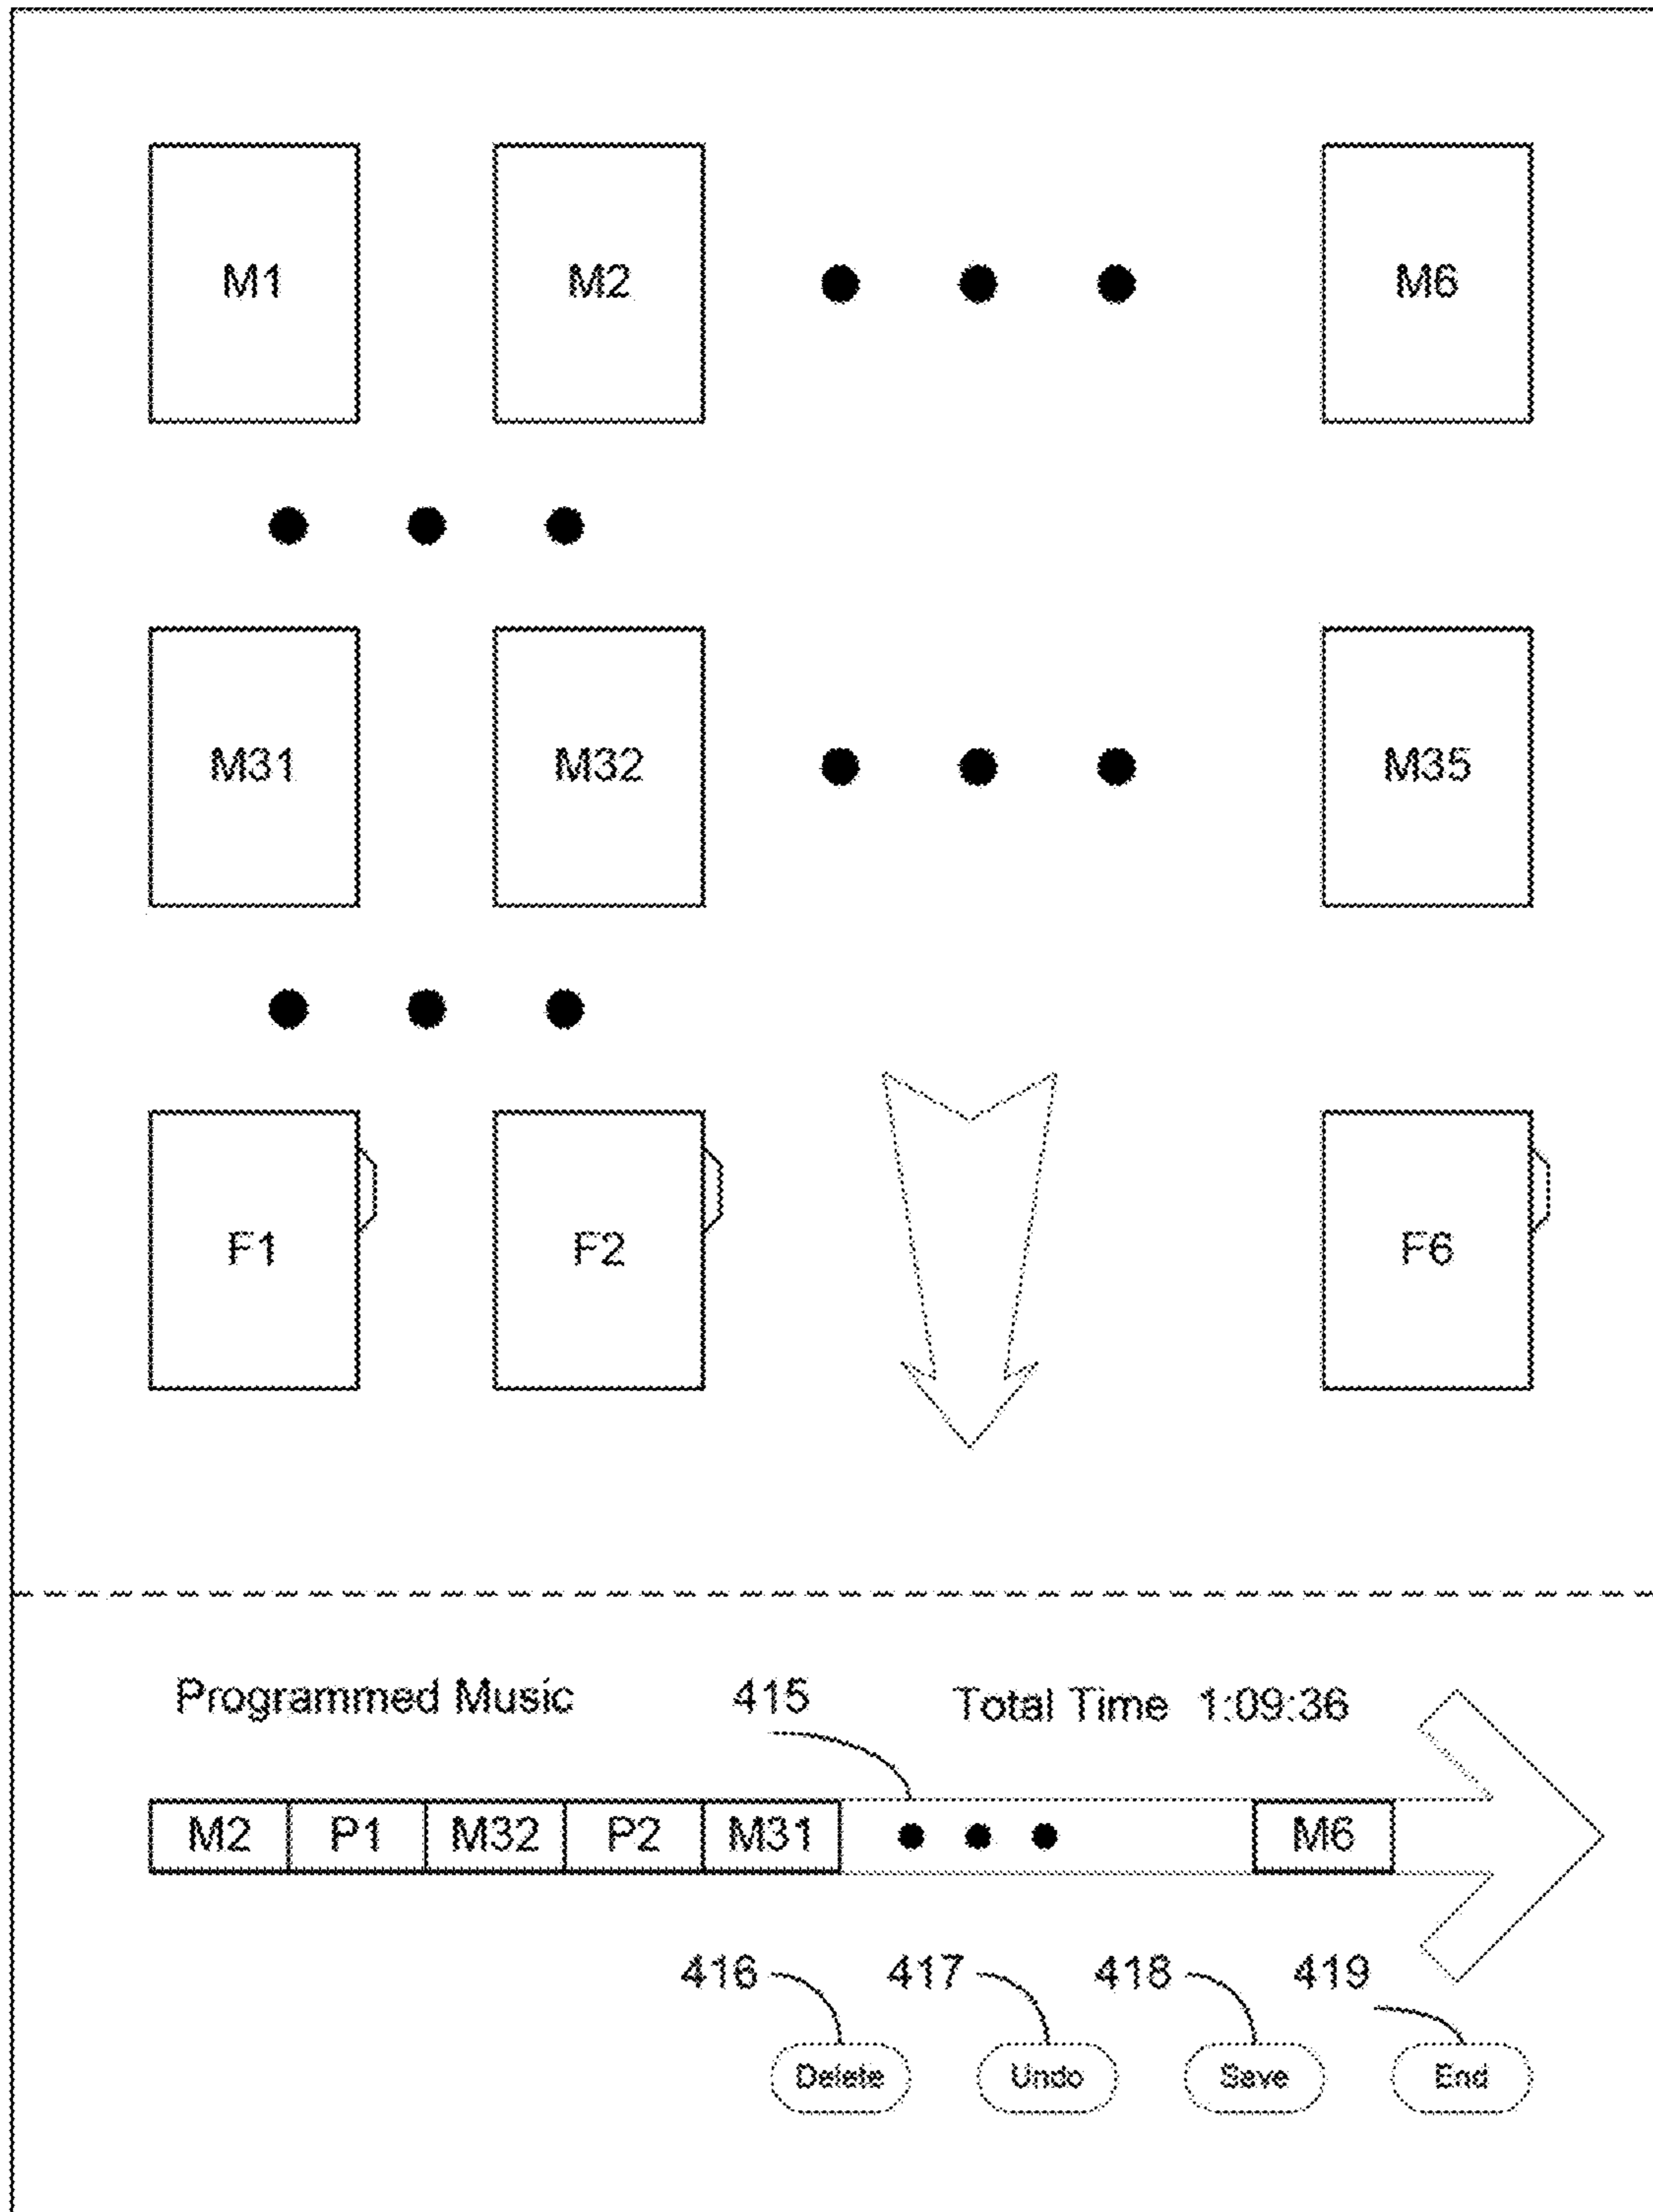 M1 M2 M6
M31 M32 M35
F1 F2 F6
Programmed Music 415 Total Time 1:09:36
M2 P1 M32 P2 M31 M6
416 417 418 419
Delete Undo Save End